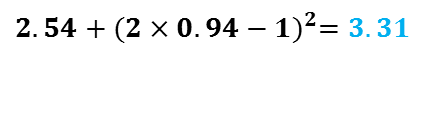 2.54 + (2 × 0.94 − 1)²= 3.31